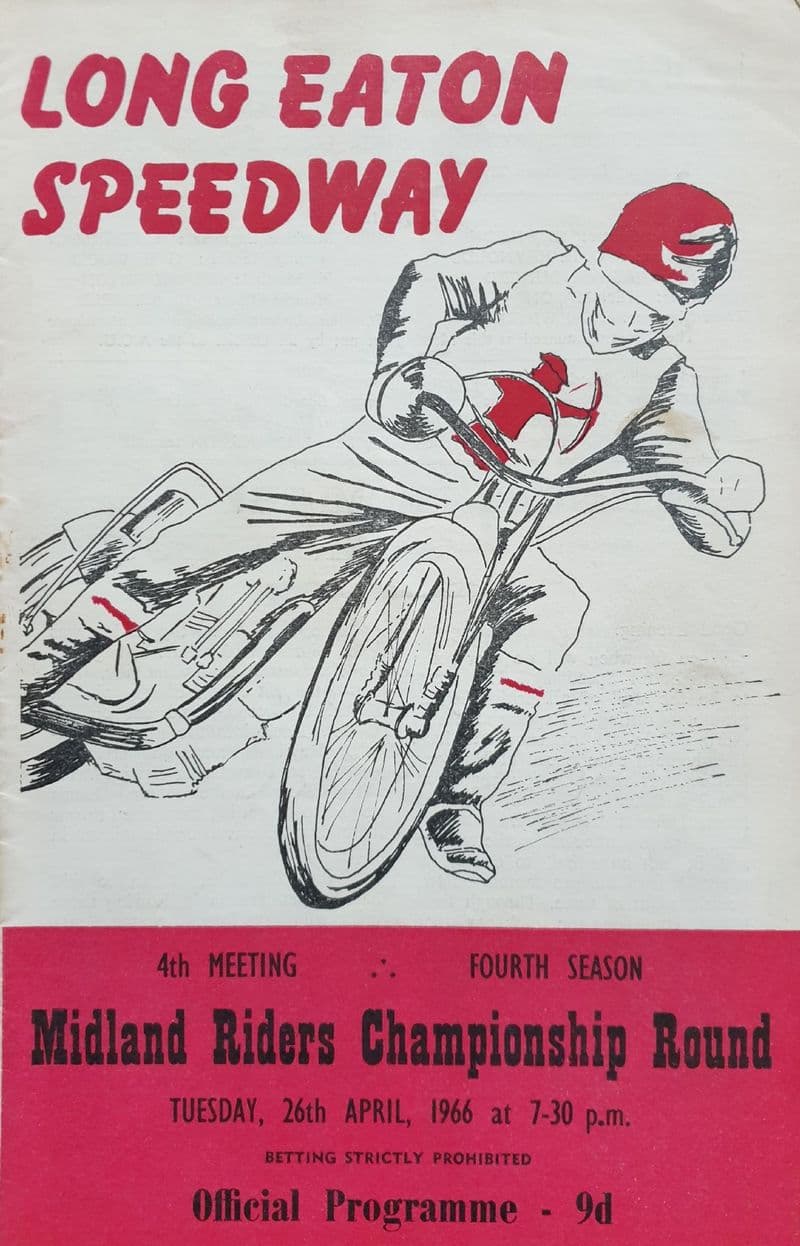 LONG EATON
SPEEDWAY
4th MEETING ∴ FOURTH SEASON
Midland Riders Championship Round
TUESDAY, 26th APRIL, 1966 at 7-30 p.m.
BETTING STRICTLY PROHIBITED
Official Programme - 9d